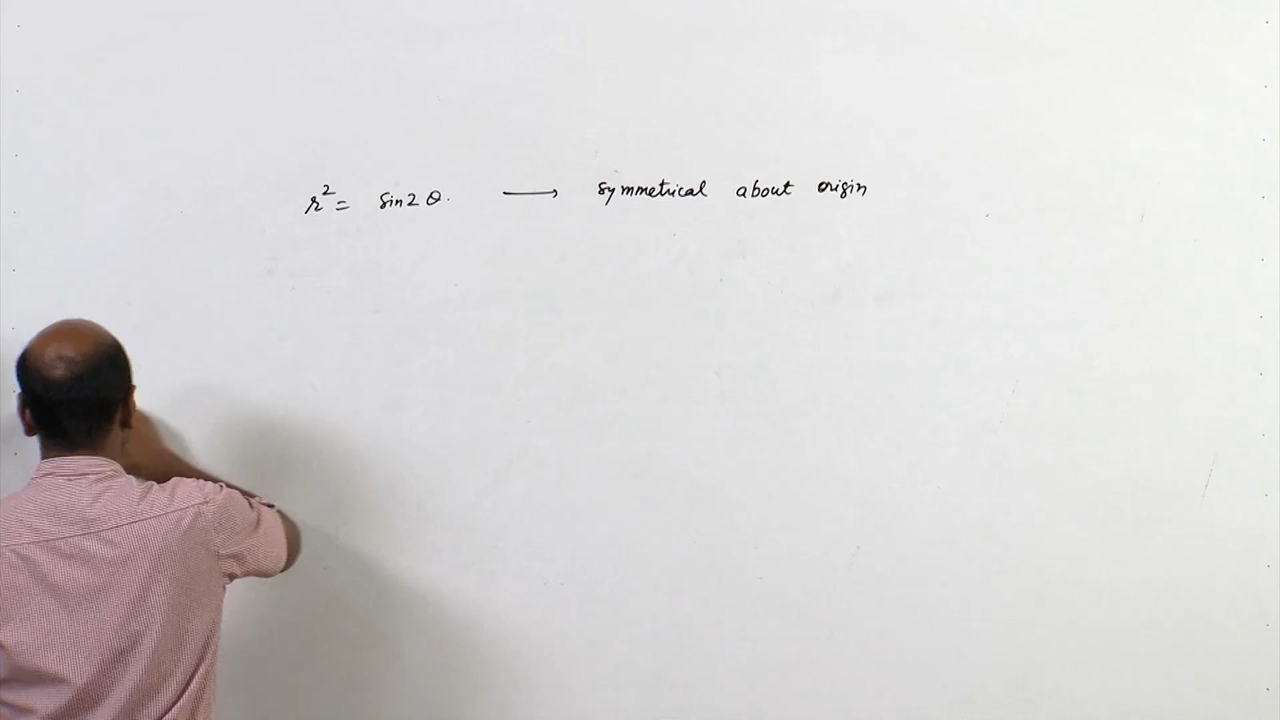 r² = sin2θ. ⟶ symmetrical about origin